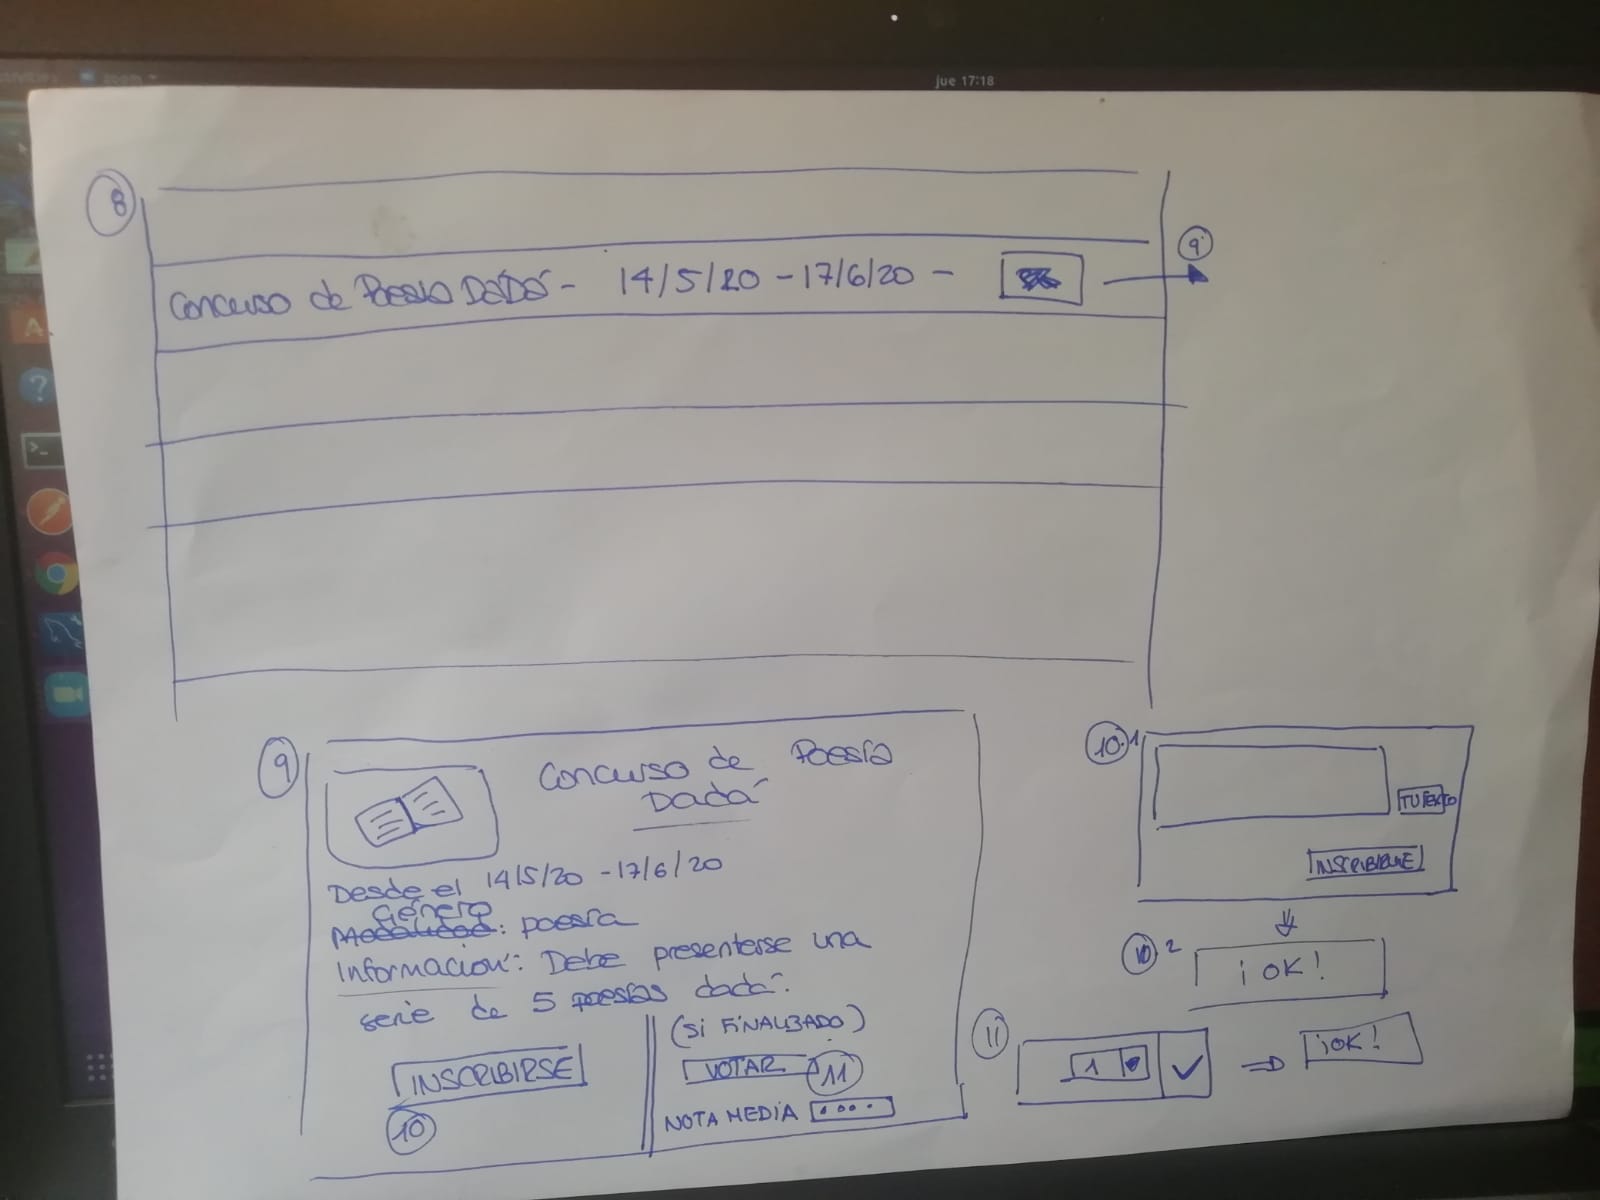 zoom
jue 17:18
8
Concurso de Poesía DADÁ - 14/5/20 - 17/6/20 -
9
9
Concurso de Poesía
Dadá
Desde el 14/5/20 - 17/6/20
Género
Modalidad: poesía
Información: Debe presentarse una
serie de 5 poesías dadá.
INSCRIBIRSE
10
(SI FINALIZADO)
VOTAR 11
NOTA MEDIA
10.1
TU TEXTO
INSCRIBIRME
10.2
¡OK!
11
1
¡OK!